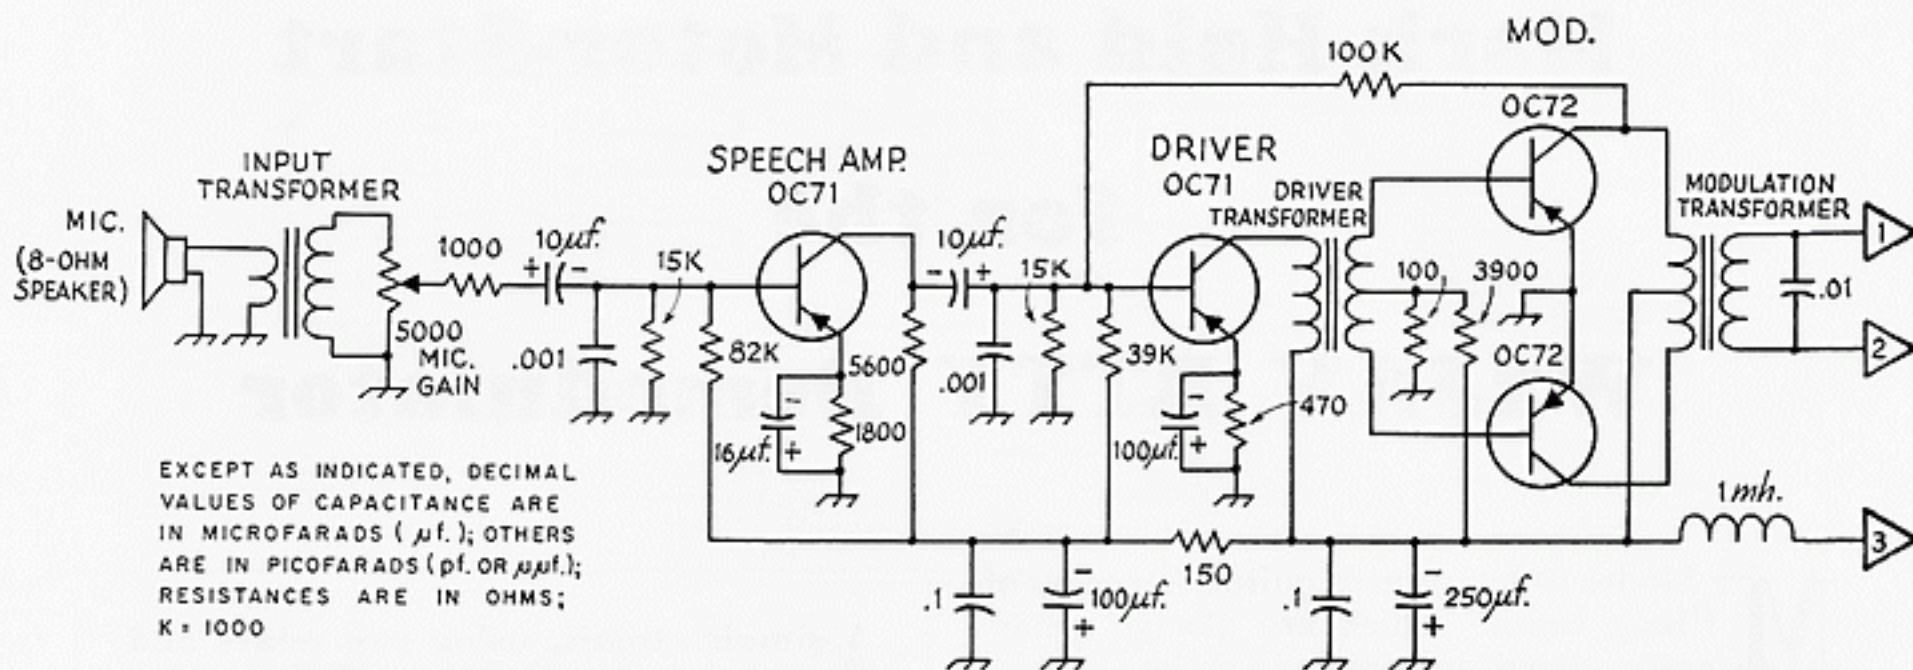 MOD.
100K
OC72
INPUT
TRANSFORMER
SPEECH AMP.
OC71
DRIVER
OC71
DRIVER
TRANSFORMER
MODULATION
TRANSFORMER
MIC.
(8-OHM
SPEAKER)
1000
10µf.
+
-
15K
10µf.
-
+
15K
100
3900
1
.01
5000
MIC.
GAIN
.001
82K
5600
.001
39K
OC72
2
-
16µf.
+
1800
-
100µf.
+
470
EXCEPT AS INDICATED, DECIMAL
VALUES OF CAPACITANCE ARE
IN MICROFARADS ( µf.); OTHERS
ARE IN PICOFARADS (pf. OR µµf.);
RESISTANCES ARE IN OHMS;
K = 1000
1mh.
3
150
.1
-
100µf.
+
.1
-
250µf.
+